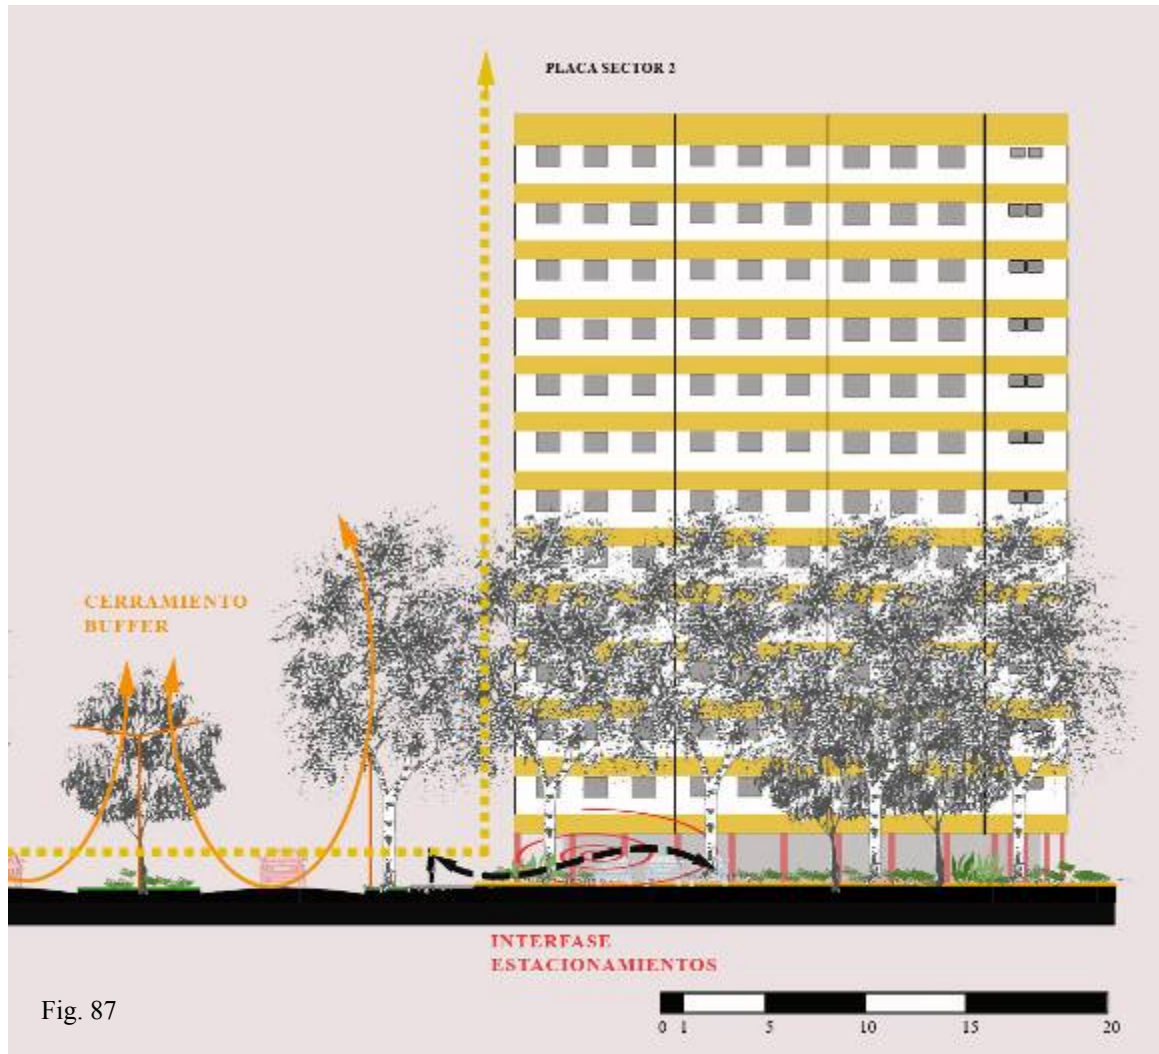 PLACA SECTOR 2
CERRAMIENTO
BUFFER
INTERFASE
ESTACIONAMIENTOS
Fig. 87
0 1 5 10 15 20